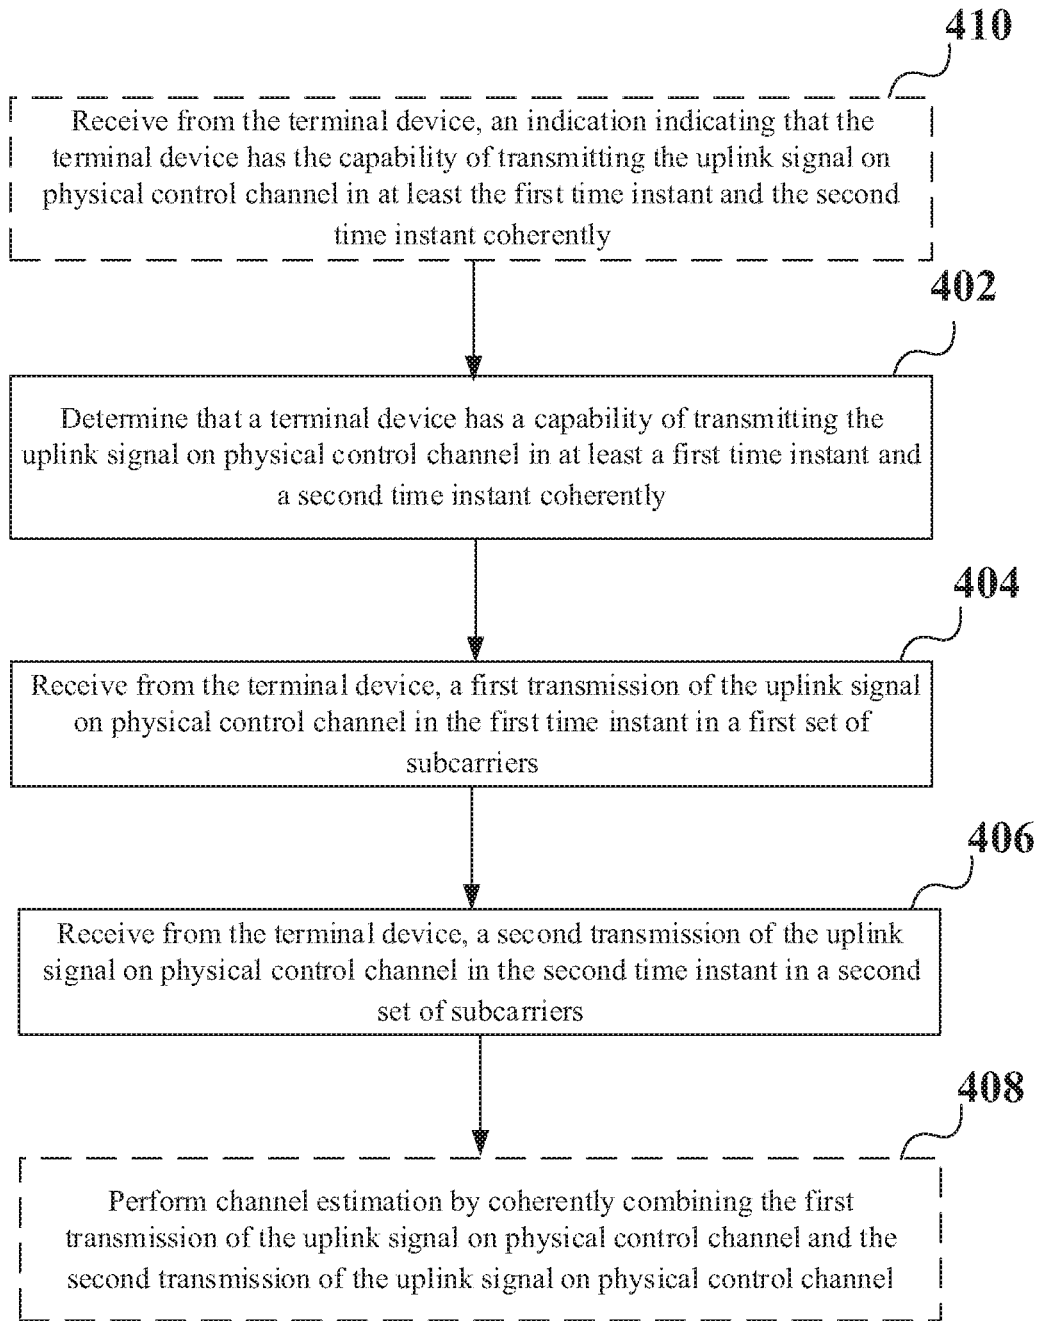 410
Receive from the terminal device, an indication indicating that the
terminal device has the capability of transmitting the uplink signal on
physical control channel in at least the first time instant and the second
time instant coherently
402
Determine that a terminal device has a capability of transmitting the
uplink signal on physical control channel in at least a first time instant and
a second time instant coherently
404
Receive from the terminal device, a first transmission of the uplink signal
on physical control channel in the first time instant in a first set of
subcarriers
406
Receive from the terminal device, a second transmission of the uplink
signal on physical control channel in the second time instant in a second
set of subcarriers
408
Perform channel estimation by coherently combining the first
transmission of the uplink signal on physical control channel and the
second transmission of the uplink signal on physical control channel